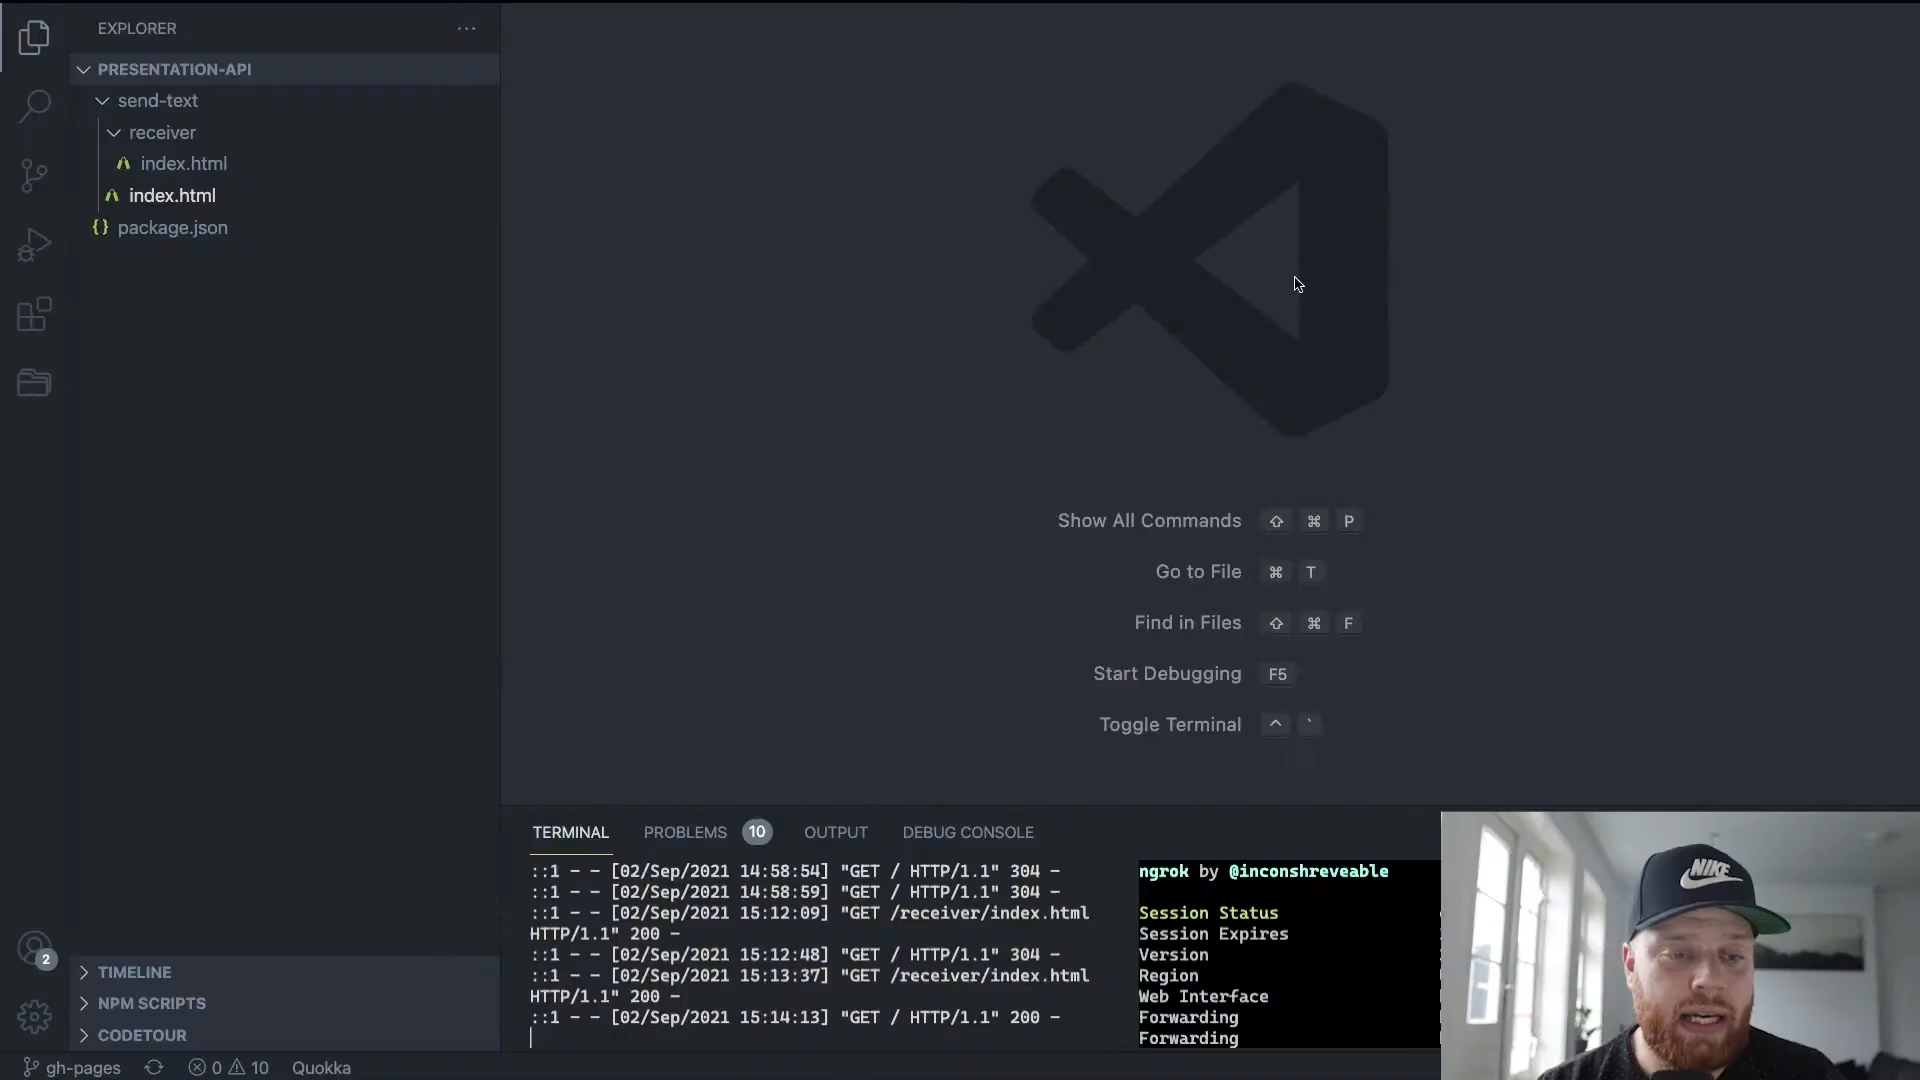 EXPLORER
PRESENTATION-API
send-text
receiver
index.html
index.html
package.json
Show All Commands ⇧ ⌘ P
Go to File ⌘ T
Find in Files ⇧ ⌘ F
Start Debugging F5
Toggle Terminal ^ `
TERMINAL PROBLEMS 10 OUTPUT DEBUG CONSOLE
::1 - - [02/Sep/2021 14:58:54] "GET / HTTP/1.1" 304 -
::1 - - [02/Sep/2021 14:58:59] "GET / HTTP/1.1" 304 -
::1 - - [02/Sep/2021 15:12:09] "GET /receiver/index.html
HTTP/1.1" 200 -
::1 - - [02/Sep/2021 15:12:48] "GET / HTTP/1.1" 304 -
::1 - - [02/Sep/2021 15:13:37] "GET /receiver/index.html
HTTP/1.1" 200 -
::1 - - [02/Sep/2021 15:14:13] "GET / HTTP/1.1" 200 -
ngrok by @inconshreveable
Session Status
Session Expires
Version
Region
Web Interface
Forwarding
Forwarding
NIKE
2
TIMELINE
NPM SCRIPTS
CODETOUR
gh-pages 0 10 Quokka